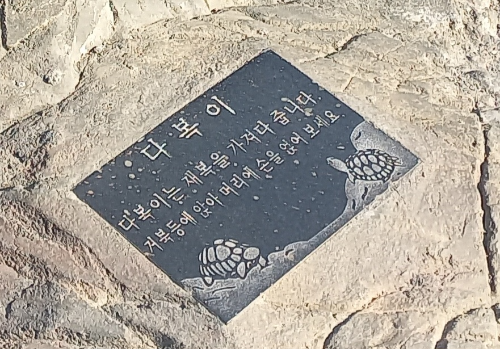 다복이
다복이는 새복을 가져다 줍니다
거북등에 앉아 머리에 손을 얹어 보세요